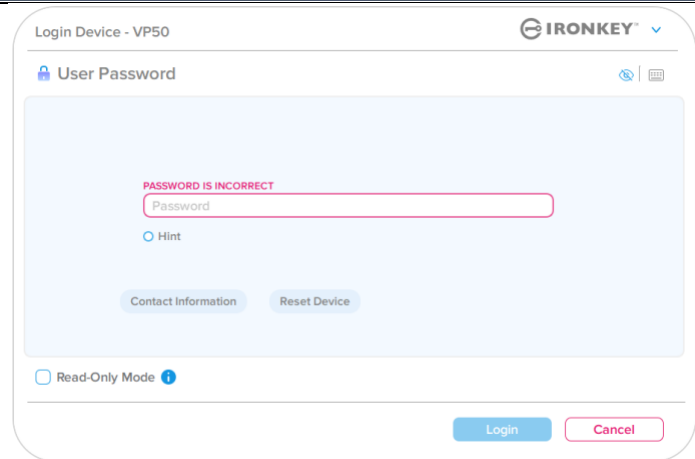 Login Device - VP50
IRONKEY™
User Password
PASSWORD IS INCORRECT
Password
Hint
Contact Information
Reset Device
Read-Only Mode
Login
Cancel